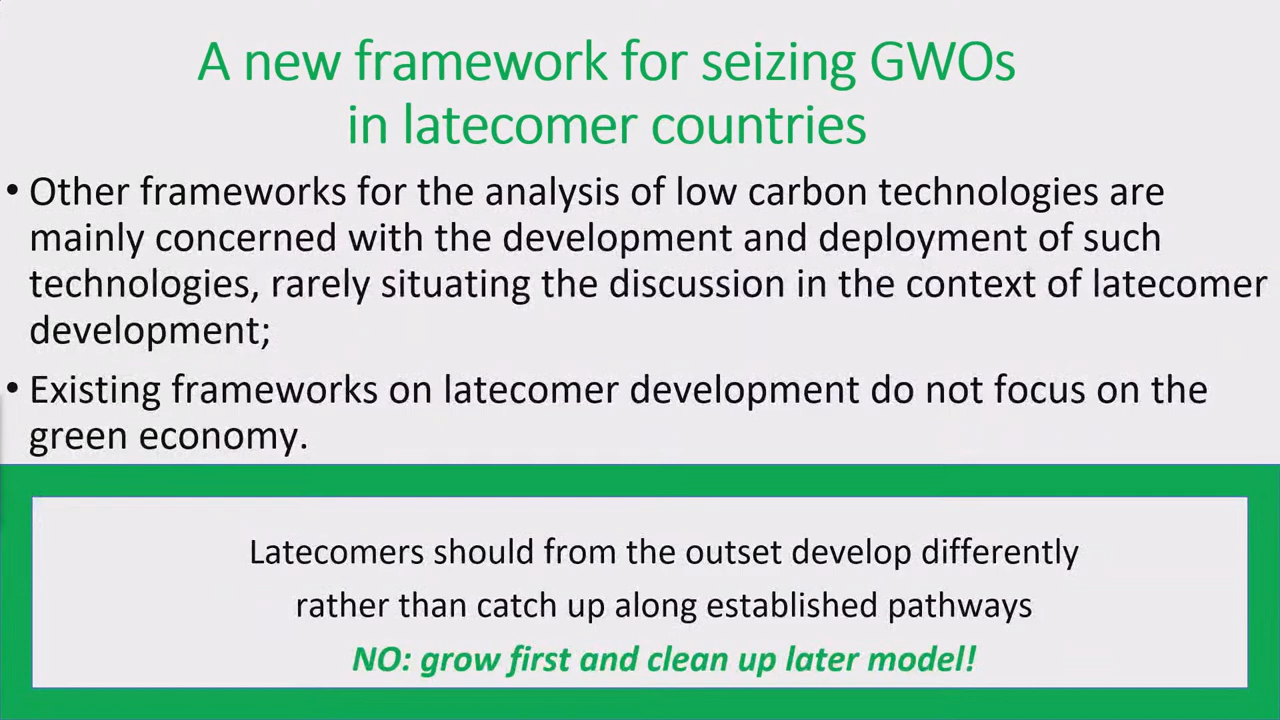 A new framework for seizing GWOs
in latecomer countries
• Other frameworks for the analysis of low carbon technologies are
mainly concerned with the development and deployment of such
technologies, rarely situating the discussion in the context of latecomer
development;
• Existing frameworks on latecomer development do not focus on the
green economy.
Latecomers should from the outset develop differently
rather than catch up along established pathways
NO: grow first and clean up later model!